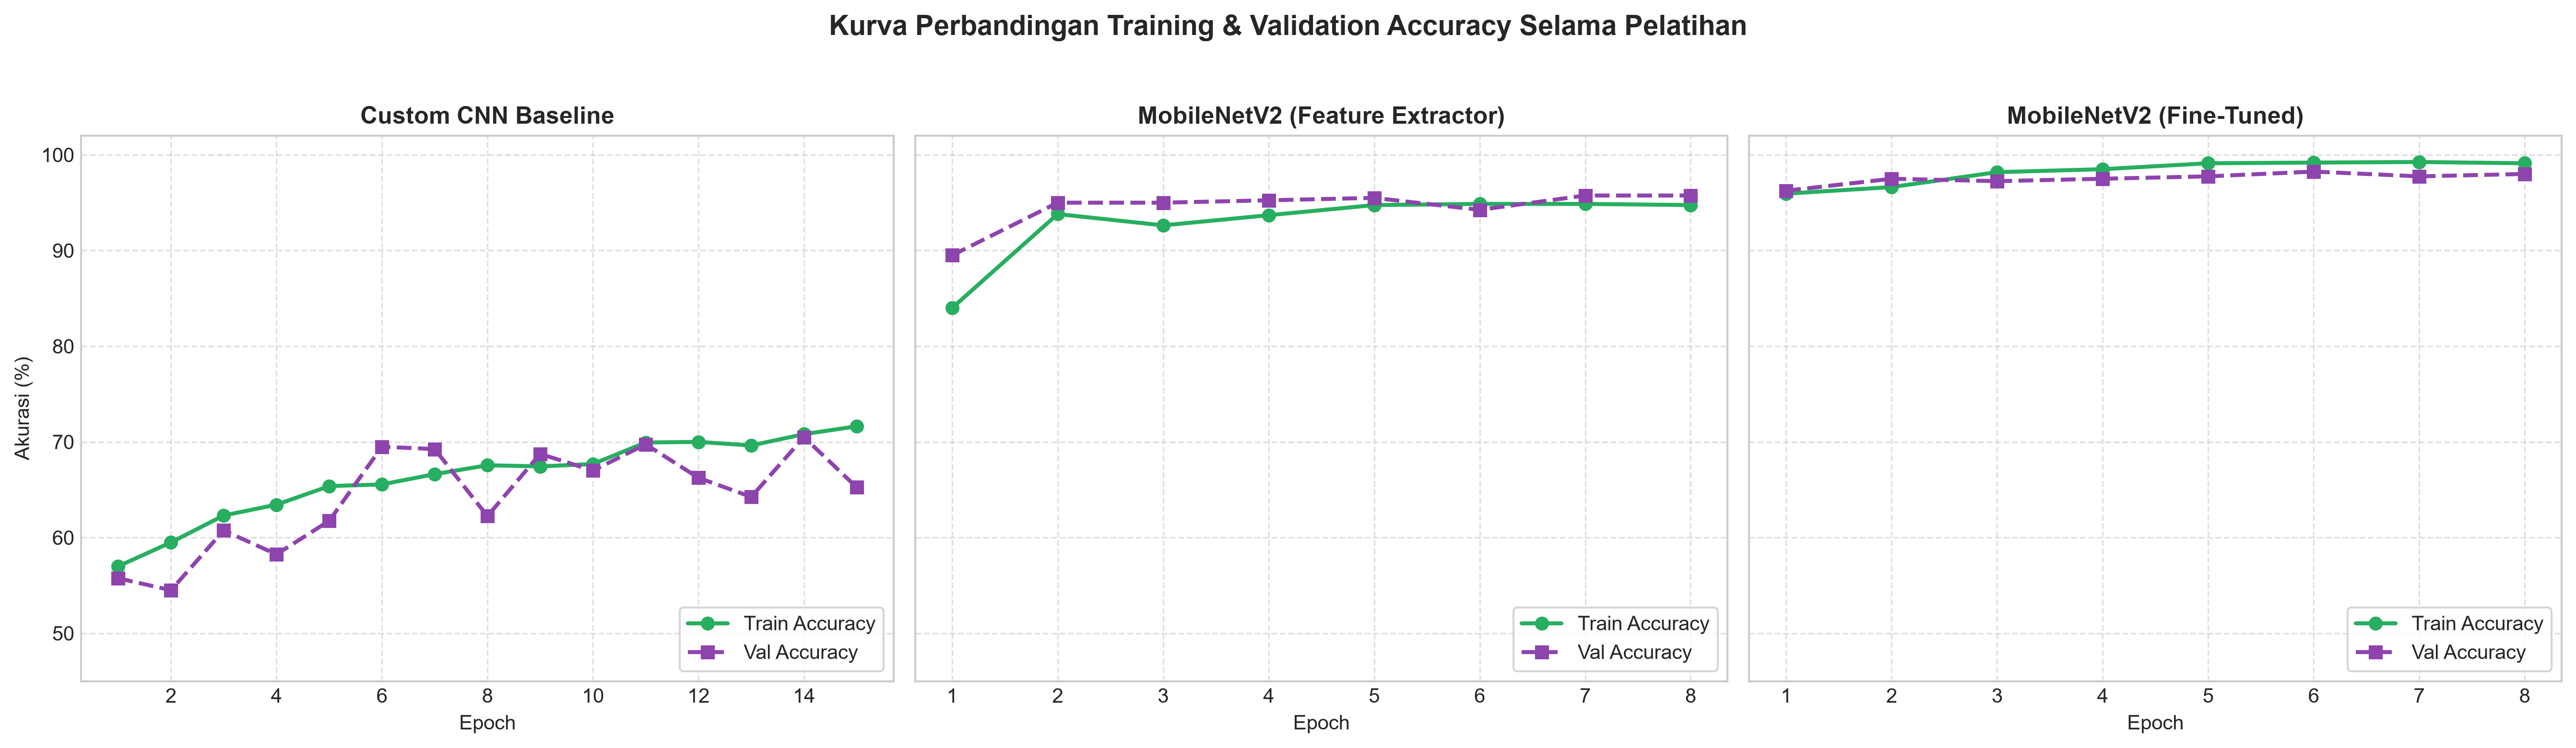 Kurva Perbandingan Training & Validation Accuracy Selama Pelatihan
Custom CNN Baseline
100
90
80
70
60
50
Akurasi (%)
2 4 6 8 10 12 14
Epoch
Train Accuracy
Val Accuracy
MobileNetV2 (Feature Extractor)
1 2 3 4 5 6 7 8
Epoch
Train Accuracy
Val Accuracy
MobileNetV2 (Fine-Tuned)
1 2 3 4 5 6 7 8
Epoch
Train Accuracy
Val Accuracy